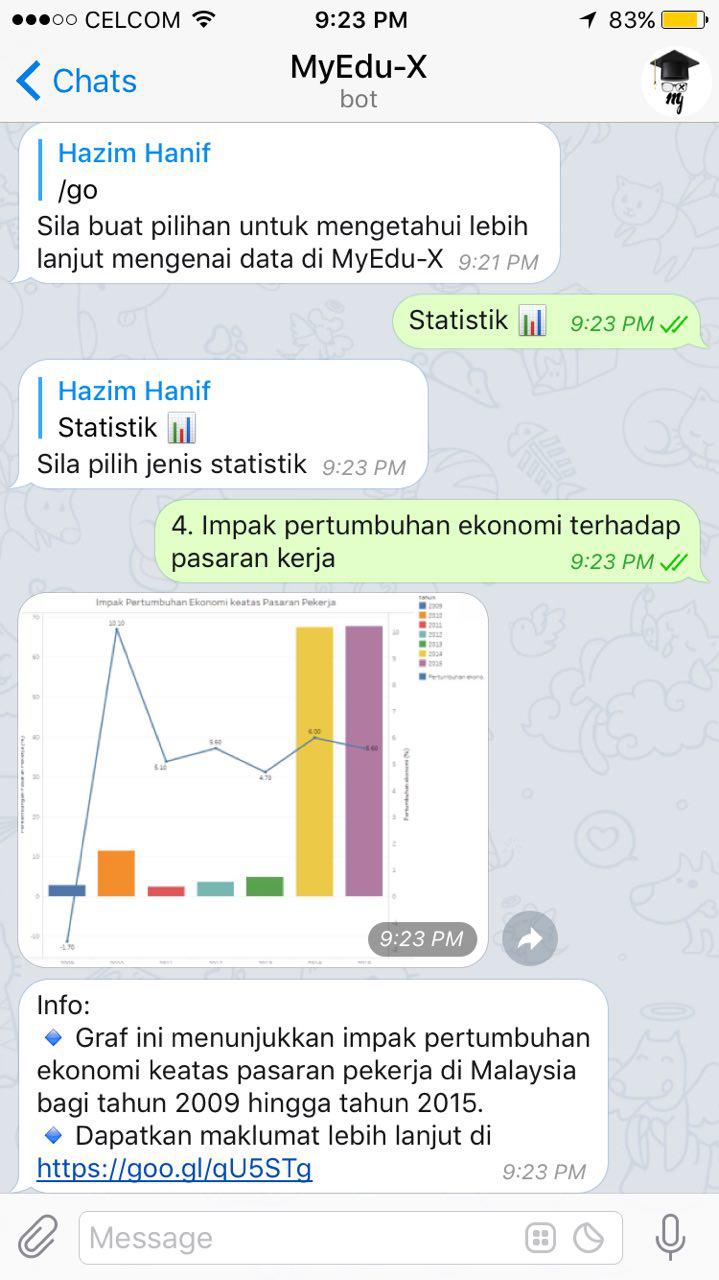 CELCOM
9:23 PM
83%
Chats
MyEdu-X
bot
Hazim Hanif
/go
Sila buat pilihan untuk mengetahui lebih
lanjut mengenai data di MyEdu-X 9:21 PM
Statistik 📊 9:23 PM
Hazim Hanif
Statistik 📊
Sila pilih jenis statistik 9:23 PM
4. Impak pertumbuhan ekonomi terhadap
pasaran kerja 9:23 PM
Impak Pertumbuhan Ekonomi keatas Pasaran Pekerja
Tahun
2009
2010
2011
2012
2013
2014
2015
Pertumbuhan ekono..
70
60
50
40
30
20
10
0
-10
10.10
5.10
5.60
4.70
6.00
5.60
-1.70
10
9
8
7
6
5
4
3
2
1
0
Pertumbuhan ekonomi (%)
9:23 PM
Info:
🔹 Graf ini menunjukkan impak pertumbuhan
ekonomi keatas pasaran pekerja di Malaysia
bagi tahun 2009 hingga tahun 2015.
🔹 Dapatkan maklumat lebih lanjut di
https://goo.gl/qU5STg 9:23 PM
Message